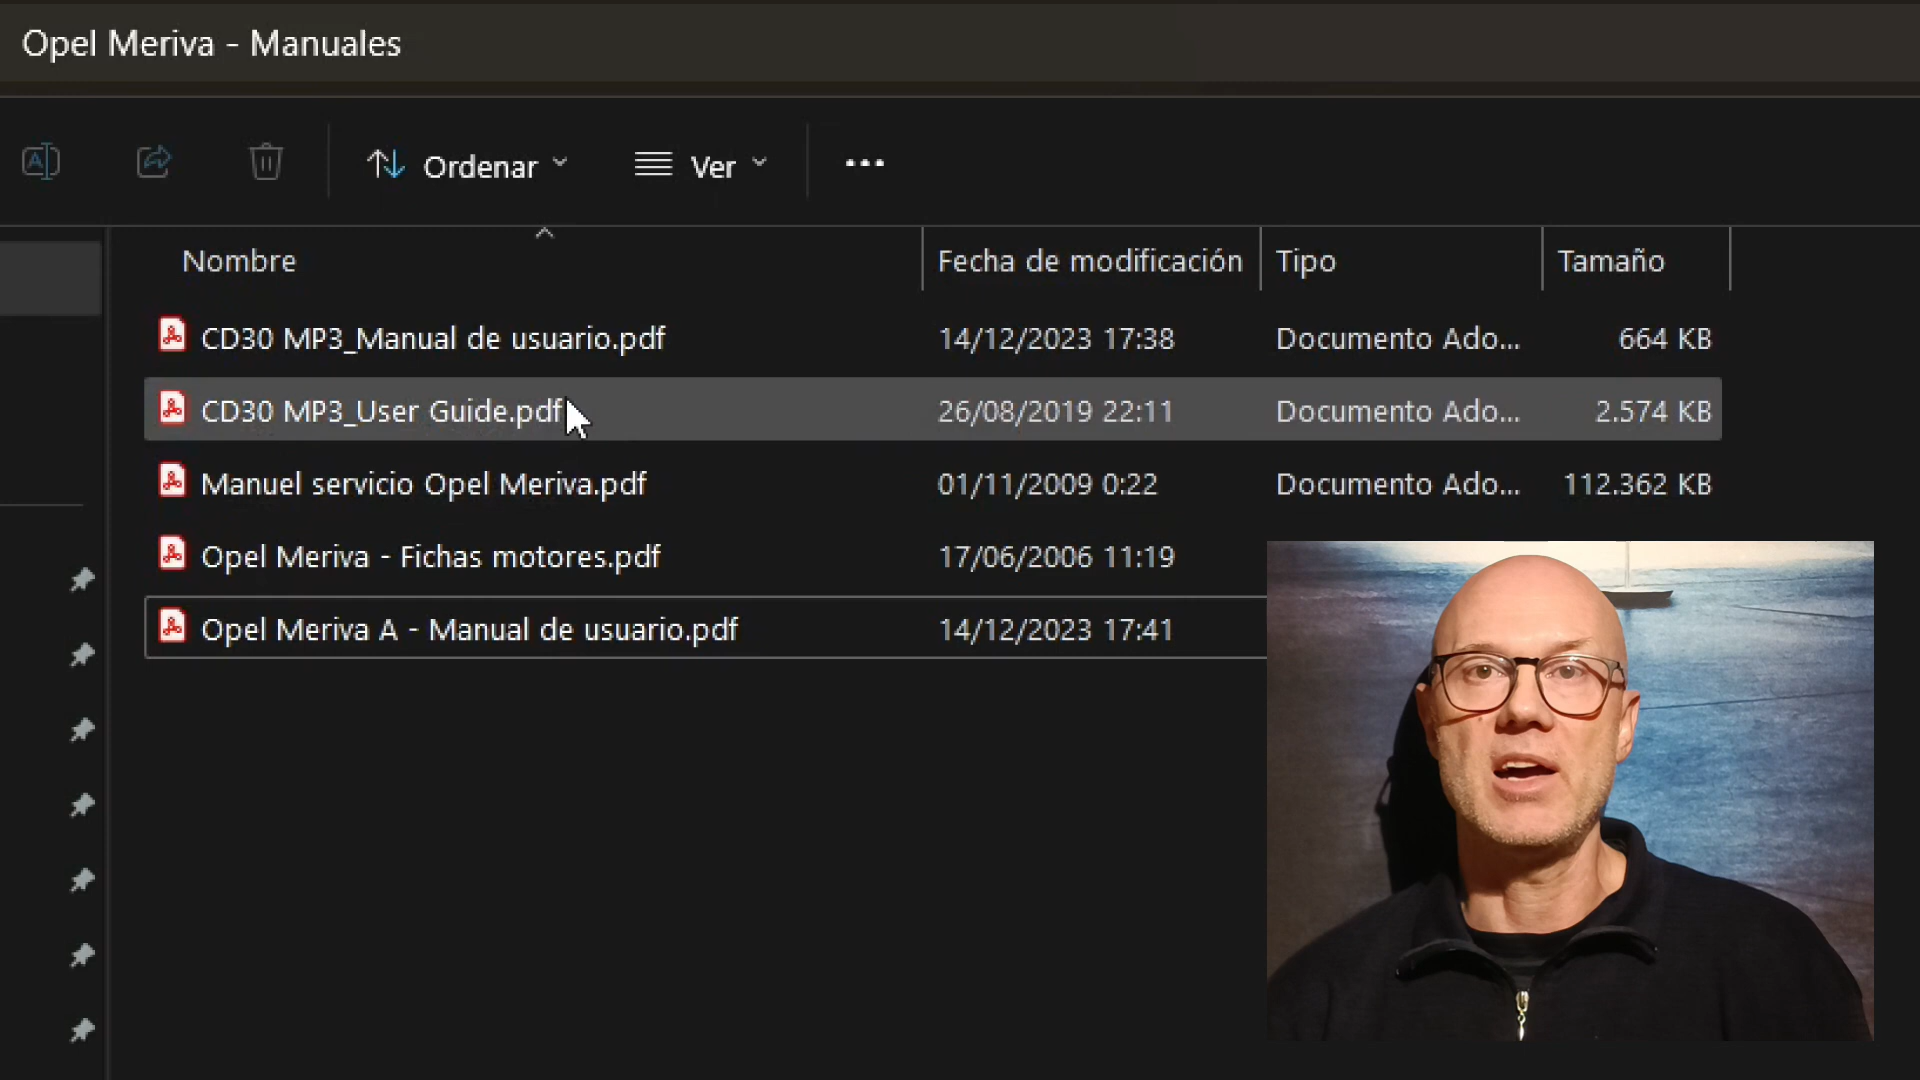 Opel Meriva - Manuales
Ordenar
Ver
Nombre Fecha de modificación Tipo Tamaño
CD30 MP3_Manual de usuario.pdf 14/12/2023 17:38 Documento Ado... 664 KB
CD30 MP3_User Guide.pdf 26/08/2019 22:11 Documento Ado... 2.574 KB
Manuel servicio Opel Meriva.pdf 01/11/2009 0:22 Documento Ado... 112.362 KB
Opel Meriva - Fichas motores.pdf 17/06/2006 11:19
Opel Meriva A - Manual de usuario.pdf 14/12/2023 17:41